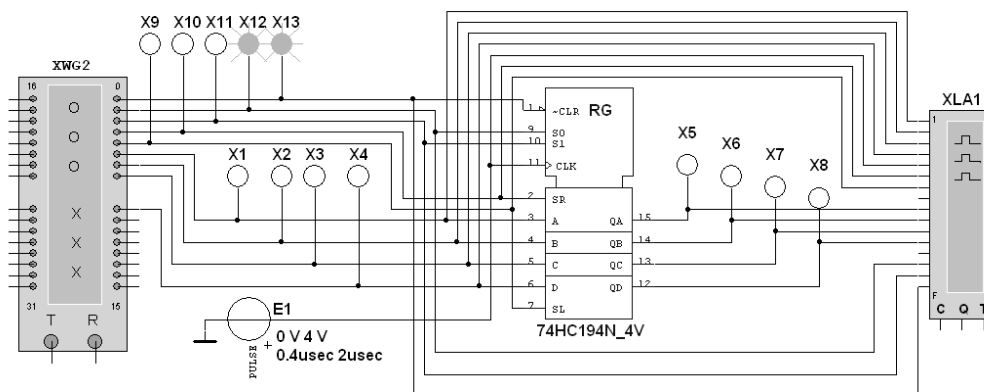 X9 X10 X11 X12 X13
XWG2
16 0
O
O
O
X
X
X
31 15
T R
X1 X2 X3 X4
E1
0 V 4 V
0.4usec 2usec
+
PULSE
RG
1 ~CLR
9 S0
10 S1
11 CLK
2 SR
3 A QA 15
4 B QB 14
5 C QC 13
6 D QD 12
7 SL
74HC194N_4V
X5 X6 X7 X8
XLA1
1
F
C Q T